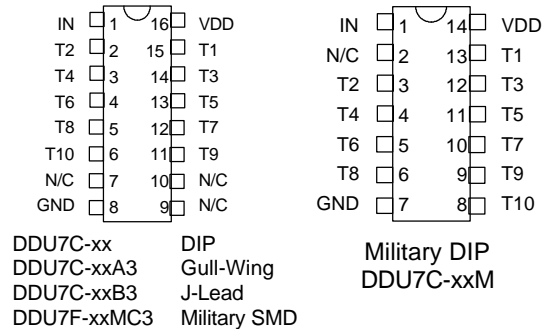 IN 1 16 VDD
T2 2 15 T1
T4 3 14 T3
T6 4 13 T5
T8 5 12 T7
T10 6 11 T9
N/C 7 10 N/C
GND 8 9 N/C
DDU7C-xx DIP
DDU7C-xxA3 Gull-Wing
DDU7C-xxB3 J-Lead
DDU7F-xxMC3 Military SMD
IN 1 14 VDD
N/C 2 13 T1
T2 3 12 T3
T4 4 11 T5
T6 5 10 T7
T8 6 9 T9
GND 7 8 T10
Military DIP
DDU7C-xxM